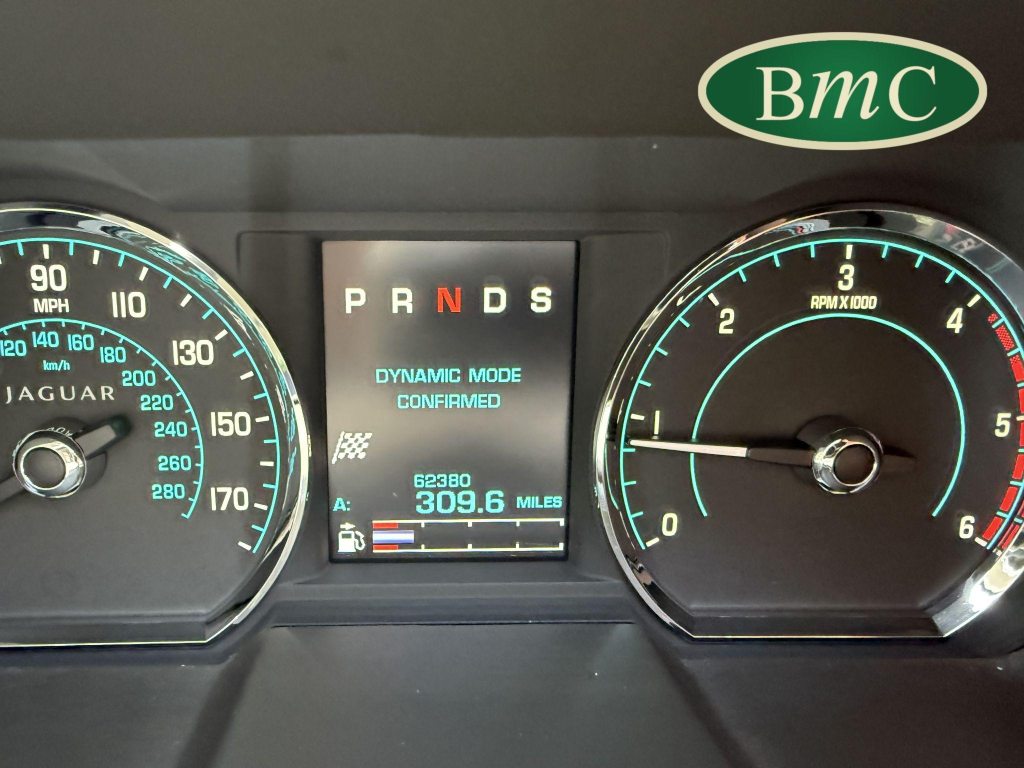 BmC
90
MPH
110
130
150
170
120 140 160 180 200 220 240 260 280
km/h
JAGUAR
P R N D S
DYNAMIC MODE
CONFIRMED
62380
A: 309.6 MILES
0 1 2 3 4 5 6
RPM X 1000